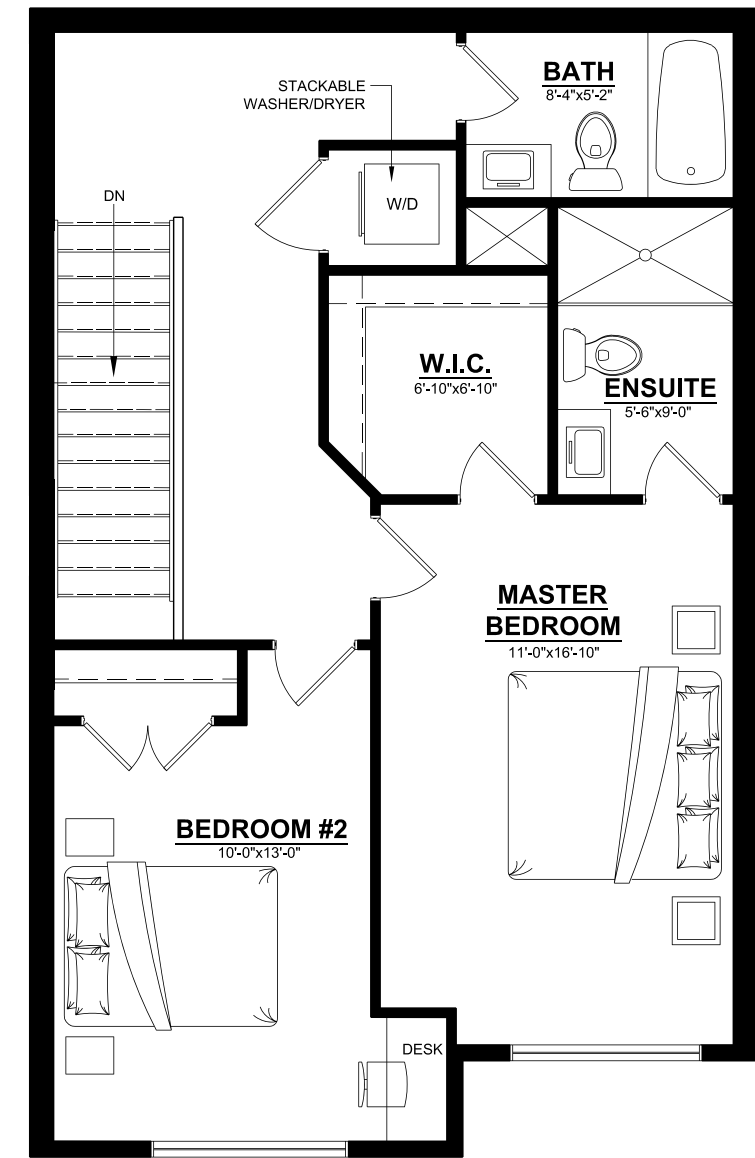 BATH
8'-4"x5'-2"
STACKABLE
WASHER/DRYER
DN
W/D
W.I.C.
6'-10"x6'-10"
ENSUITE
5'-6"x9'-0"
MASTER
BEDROOM
11'-0"x16'-10"
BEDROOM #2
10'-0"x13'-0"
DESK